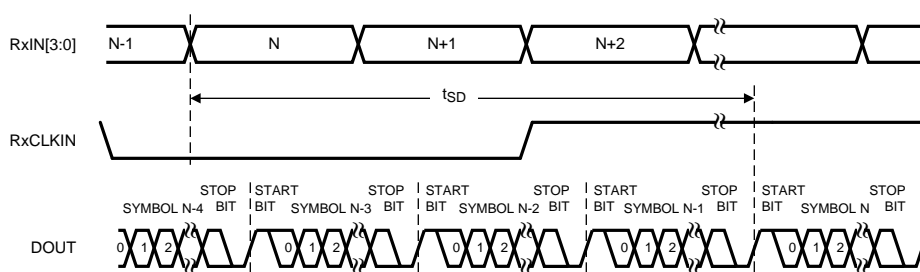 RxIN[3:0] N-1 N N+1 N+2
tSD
RxCLKIN
STOP BIT START BIT STOP BIT START BIT STOP BIT START BIT STOP BIT START BIT STOP BIT
SYMBOL N-4 SYMBOL N-3 SYMBOL N-2 SYMBOL N-1 SYMBOL N
DOUT 0 1 2 0 1 2 0 1 2 0 1 2 0 1 2